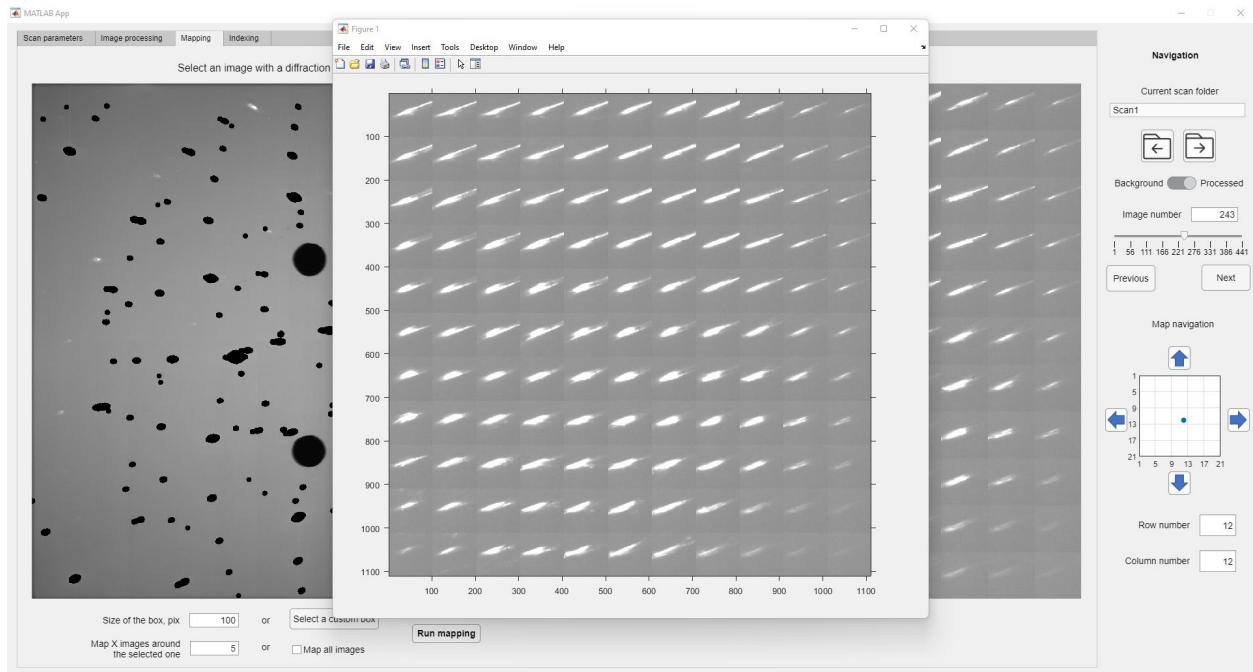 MATLAB App
Scan parameters Image processing Mapping Indexing
Select an image with a diffraction
Size of the box, pix 100 or Select a custom box
Map X images around the selected one 5 or Map all images
Run mapping
Figure 1
File Edit View Insert Tools Desktop Window Help
100
200
300
400
500
600
700
800
900
1000
1100
100 200 300 400 500 600 700 800 900 1000 1100
Navigation
Current scan folder
Scan1
Background Processed
Image number 243
1 56 111 166 221 276 331 386 441
Previous Next
Map navigation
1
5
9
13
17
21
1 5 9 13 17 21
Row number 12
Column number 12